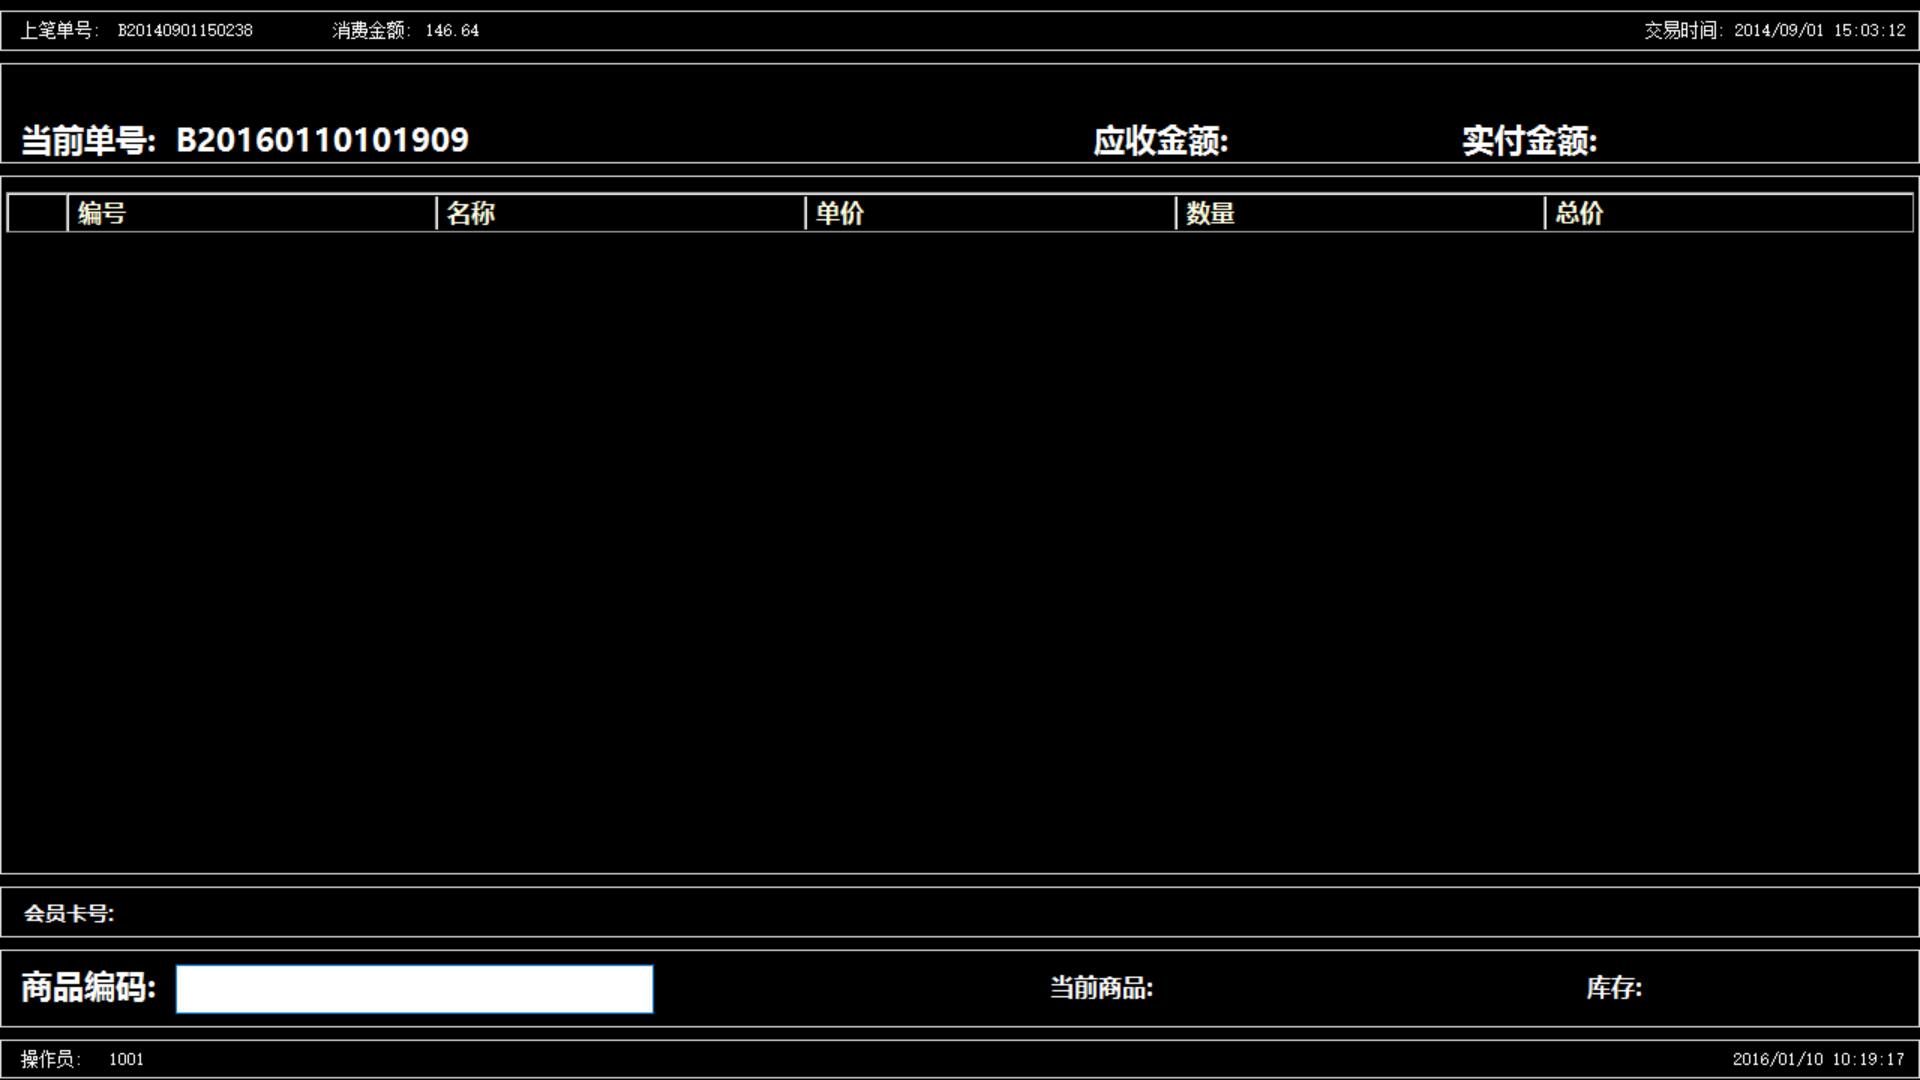 上笔单号: B20140901150238 消费金额: 146.64 交易时间: 2014/09/01 15:03:12
当前单号: B20160110101909 应收金额: 实付金额:
编号 名称 单价 数量 总价
会员卡号:
商品编码: 当前商品: 库存:
操作员: 1001 2016/01/10 10:19:17